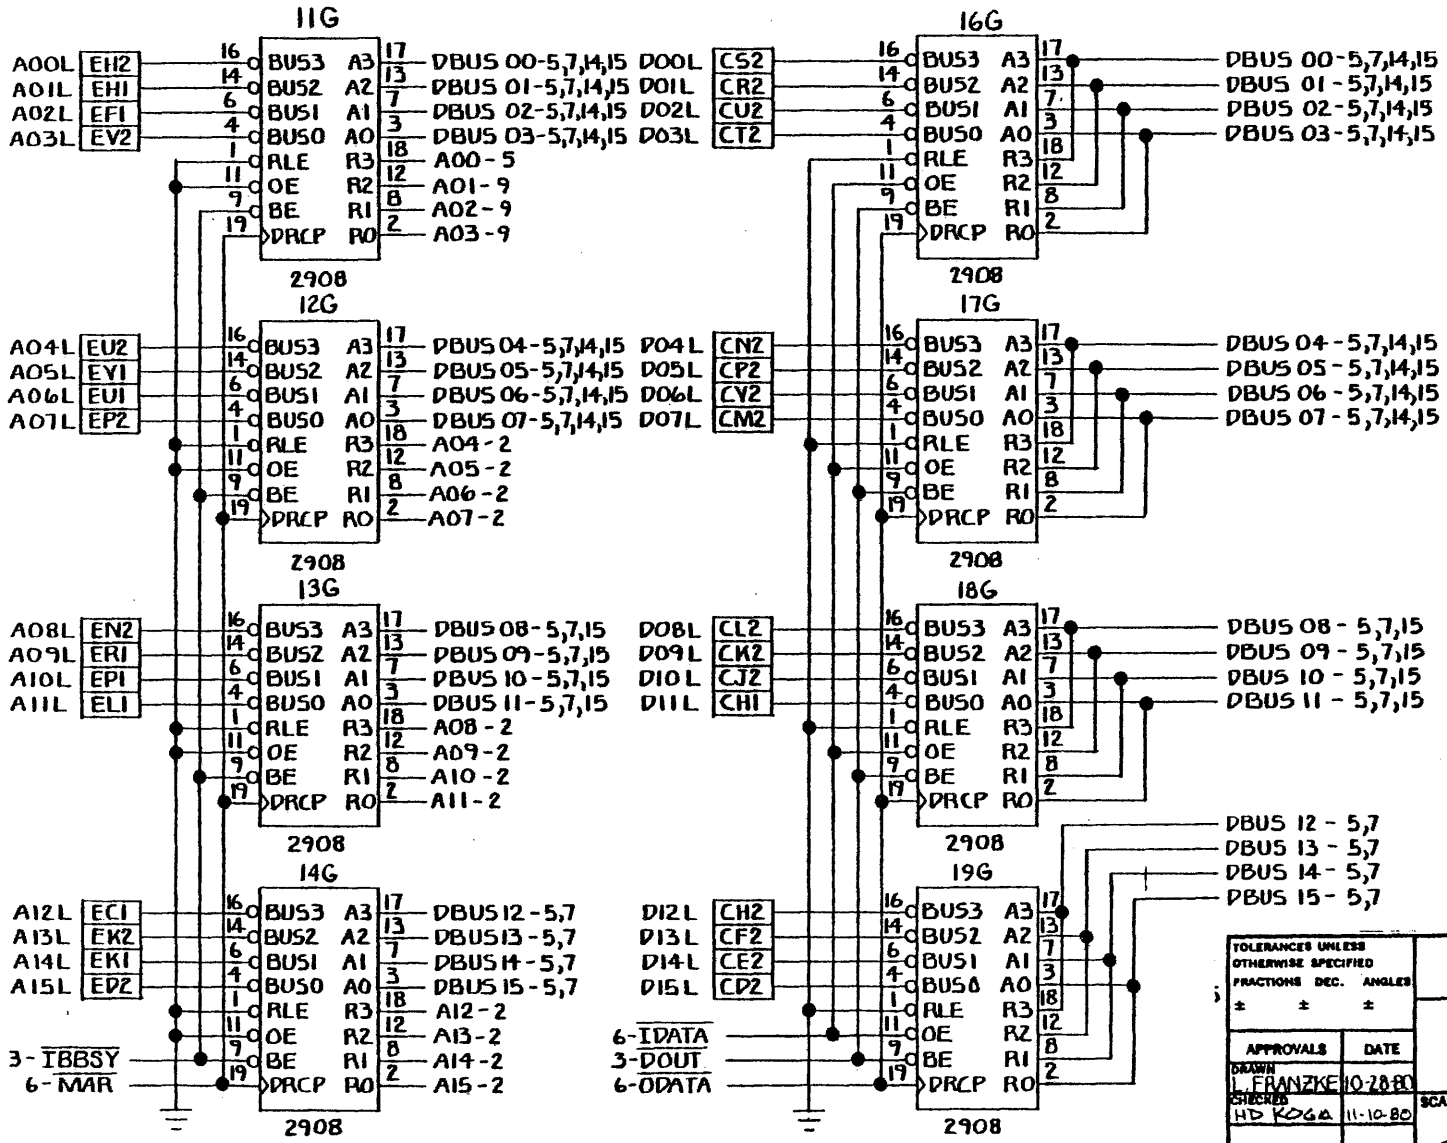 11G
16G
A00L EH2 16 BUS3 A3 17 DBUS 00-5,7,14,15 D00L CS2 16 BUS3 A3 17 DBUS 00-5,7,14,15
A01L EH1 14 BUS2 A2 13 DBUS 01-5,7,14,15 D01L CR2 14 BUS2 A2 13 DBUS 01-5,7,14,15
A02L EF1 6 BUS1 A1 7 DBUS 02-5,7,14,15 D02L CU2 6 BUS1 A1 7 DBUS 02-5,7,14,15
A03L EV2 4 BUS0 A0 3 DBUS 03-5,7,14,15 D03L CT2 4 BUS0 A0 3 DBUS 03-5,7,14,15
1 RLE R3 18 A00-5 1 RLE R3 18
11 OE R2 12 A01-9 11 OE R2 12
9 BE R1 8 A02-9 9 BE R1 8
19 DRCP R0 2 A03-9 19 DRCP R0 2
2908 2908
12G 17G
A04L EU2 16 BUS3 A3 17 DBUS 04-5,7,14,15 D04L CN2 16 BUS3 A3 17 DBUS 04-5,7,14,15
A05L EY1 14 BUS2 A2 13 DBUS 05-5,7,14,15 D05L CP2 14 BUS2 A2 13 DBUS 05-5,7,14,15
A06L EU1 6 BUS1 A1 7 DBUS 06-5,7,14,15 D06L CV2 6 BUS1 A1 7 DBUS 06-5,7,14,15
A07L EP2 4 BUS0 A0 3 DBUS 07-5,7,14,15 D07L CM2 4 BUS0 A0 3 DBUS 07-5,7,14,15
1 RLE R3 18 A04-2 1 RLE R3 18
11 OE R2 12 A05-2 11 OE R2 12
9 BE R1 8 A06-2 9 BE R1 8
19 DRCP R0 2 A07-2 19 DRCP R0 2
2908 2908
13G 18G
A08L EN2 16 BUS3 A3 17 DBUS 08-5,7,15 D08L CL2 16 BUS3 A3 17 DBUS 08-5,7,15
A09L ER1 14 BUS2 A2 13 DBUS 09-5,7,15 D09L CK2 14 BUS2 A2 13 DBUS 09-5,7,15
A10L EP1 6 BUS1 A1 7 DBUS 10-5,7,15 D10L CJ2 6 BUS1 A1 7 DBUS 10-5,7,15
A11L EL1 4 BUS0 A0 3 DBUS 11-5,7,15 D11L CH1 4 BUS0 A0 3 DBUS 11-5,7,15
1 RLE R3 18 A08-2 1 RLE R3 18
11 OE R2 12 A09-2 11 OE R2 12
9 BE R1 8 A10-2 9 BE R1 8
19 DRCP R0 2 A11-2 19 DRCP R0 2
2908 2908
14G 19G
DBUS 12-5,7
DBUS 13-5,7
DBUS 14-5,7
DBUS 15-5,7
A12L EC1 16 BUS3 A3 17 DBUS 12-5,7 D12L CH2 16 BUS3 A3 17
A13L EK2 14 BUS2 A2 13 DBUS 13-5,7 D13L CF2 14 BUS2 A2 13
A14L EK1 6 BUS1 A1 7 DBUS 14-5,7 D14L CE2 6 BUS1 A1 7
A15L ED2 4 BUS0 A0 3 DBUS 15-5,7 D15L CD2 4 BUS0 A0 3
1 RLE R3 18 A12-2 1 RLE R3 18
11 OE R2 12 A13-2 6-IDATA 11 OE R2 12
3-IBBSY 9 BE R1 8 A14-2 3-DOUT 9 BE R1 8
6-MAR 19 DRCP R0 2 A15-2 6-ODATA 19 DRCP R0 2
2908 2908
TOLERANCES UNLESS
OTHERWISE SPECIFIED
FRACTIONS DEC. ANGLES
± ± ±
APPROVALS DATE
DRAWN
L. FRANZKE 10-28-80
CHECKED
HD KOGA 11-10-80
SCA